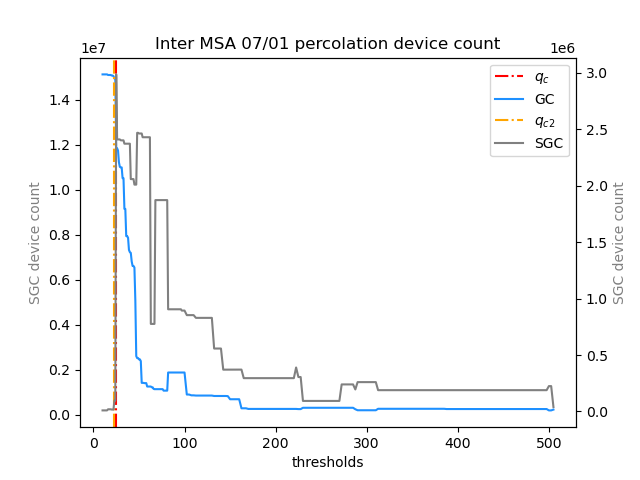 Inter MSA 07/01 percolation device count
1e7
1e6
1.4
1.2
1.0
0.8
0.6
0.4
0.2
0.0
SGC device count
3.0
2.5
2.0
1.5
1.0
0.5
0.0
SGC device count
q_c
GC
q_{c2}
SGC
0 100 200 300 400 500
thresholds